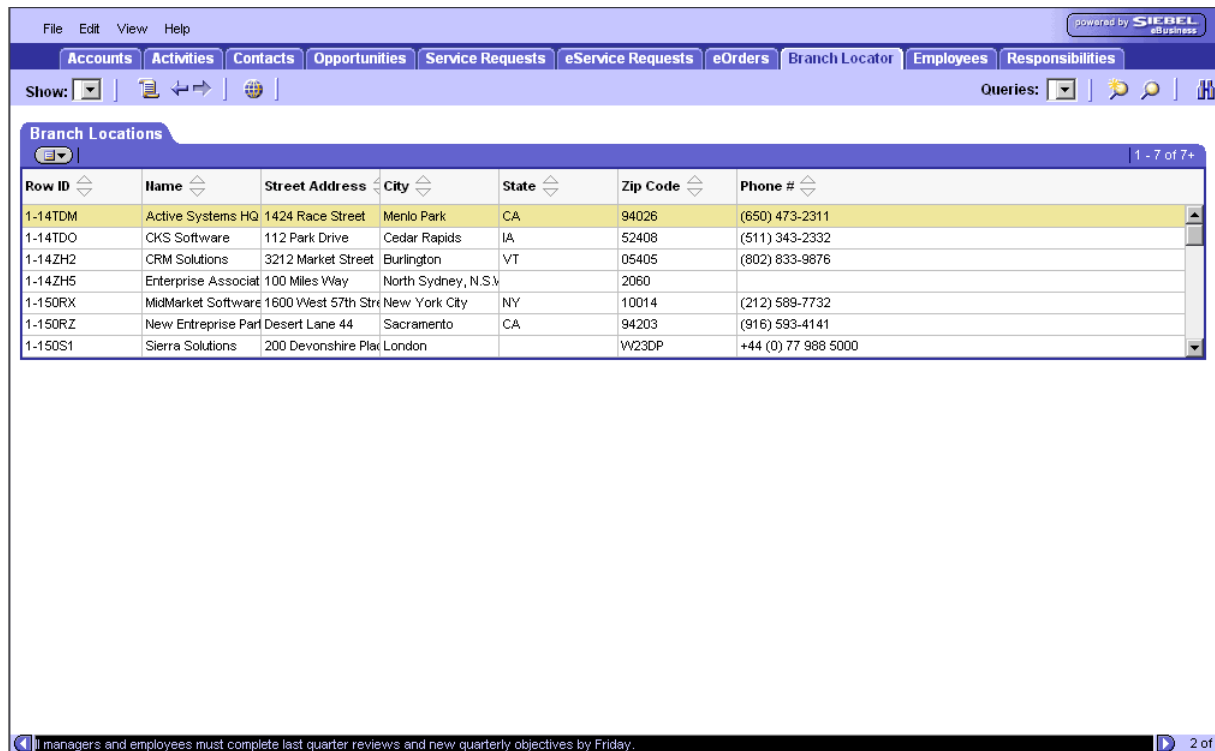 File Edit View Help powered by SIEBEL eBusiness
Accounts Activities Contacts Opportunities Service Requests eService Requests eOrders Branch Locator Employees Responsibilities
Show: Queries:
Branch Locations
1 - 7 of 7+
Row ID Name Street Address City State Zip Code Phone #
1-14TDM Active Systems HQ 1424 Race Street Menlo Park CA 94026 (650) 473-2311
1-14TDO CKS Software 112 Park Drive Cedar Rapids IA 52408 (511) 343-2332
1-14ZH2 CRM Solutions 3212 Market Street Burlington VT 05405 (802) 833-9876
1-14ZH5 Enterprise Associat 100 Miles Way North Sydney, N.S.W 2060
1-150RX MidMarket Software 1600 West 57th Stre New York City NY 10014 (212) 589-7732
1-150RZ New Entreprise Part Desert Lane 44 Sacramento CA 94203 (916) 593-4141
1-150S1 Sierra Solutions 200 Devonshire Plac London W23DP +44 (0) 77 988 5000
ll managers and employees must complete last quarter reviews and new quarterly objectives by Friday. 2 of